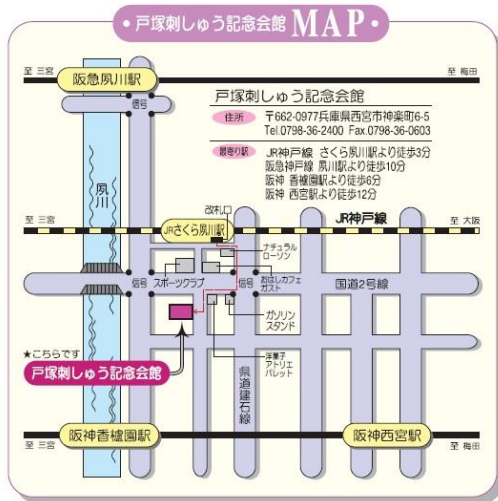 •戸塚刺しゅう記念会館 MAP•
至 三宮
阪急夙川駅
至 梅田
信号
戸塚刺しゅう記念会館
住所 〒662-0977兵庫県西宮市神楽町6-5
Tel.0798-36-2400 Fax.0798-36-0603
最寄り駅 JR神戸線 さくら夙川駅より徒歩3分
阪急神戸線 夙川駅より徒歩10分
阪神 香櫨園駅より徒歩6分
阪神 西宮駅より徒歩12分
夙川
改札口
至 三宮
JRさくら夙川駅
JR神戸線
至 大阪
ナチュラル
ローソン
信号
スポーツクラブ
信号
おはしカフェ
ガスト
国道2号線
ガソリン
スタンド
★こちらです
戸塚刺しゅう記念会館
洋菓子
アトリエ
パレット
県道建石線
阪神香櫨園駅
阪神西宮駅
至 三宮
至 梅田